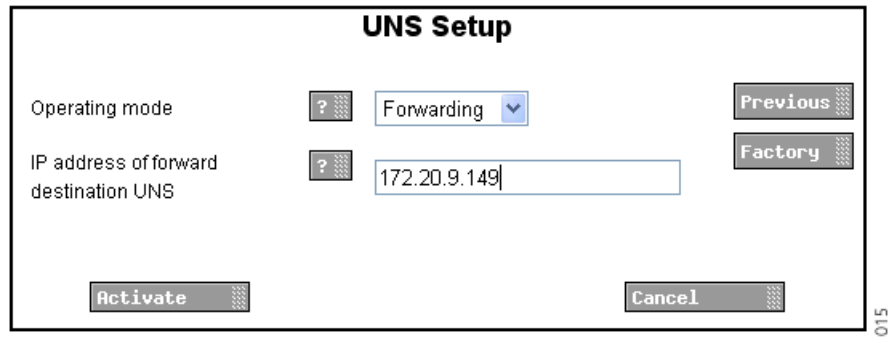 UNS Setup
Operating mode
?
Forwarding
Previous
Factory
IP address of forward
destination UNS
?
172.20.9.149
Activate
Cancel
015